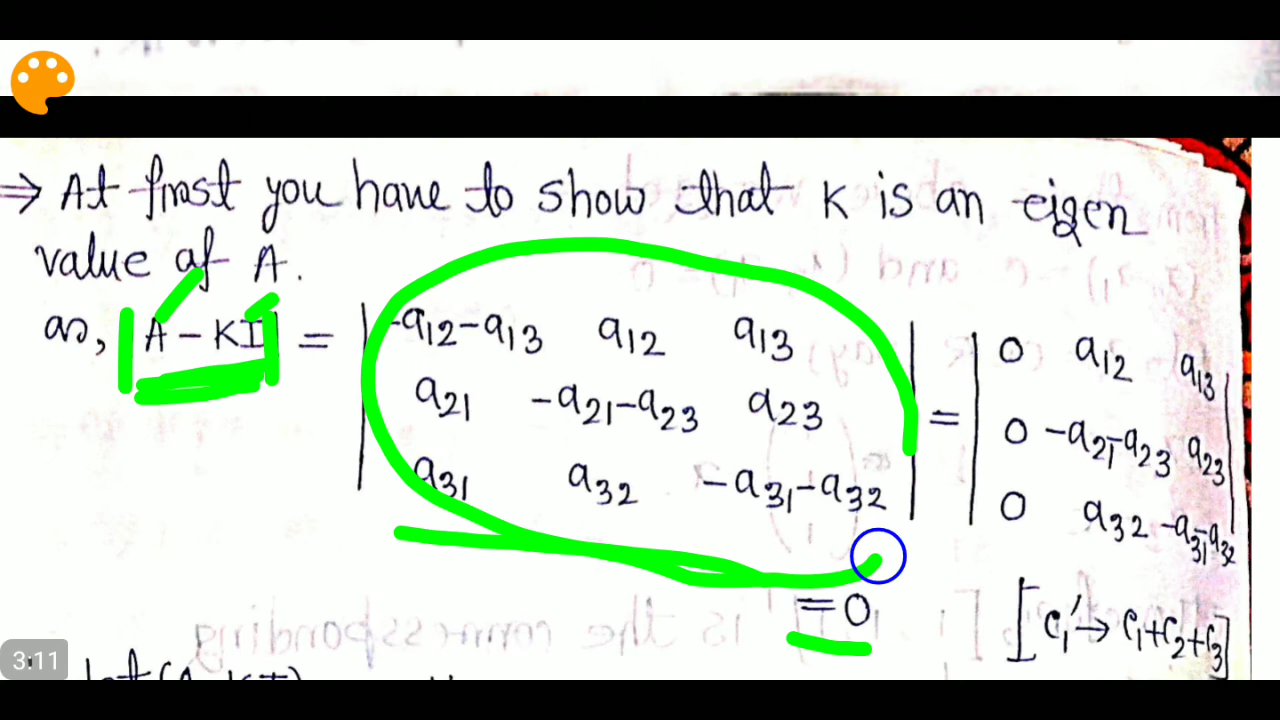 ⇒ At first you have to show that K is an eigen
value of A.
as, |A - KI| = | -a12-a13 a12 a13 | = | 0 a12 a13 |
| a21 -a21-a23 a23 | | 0 -a21-a23 a23 |
| a31 a32 -a31-a32 | | 0 a32 -a31-a32 |
= 0 [C1' → C1+C2+C3]
3:11